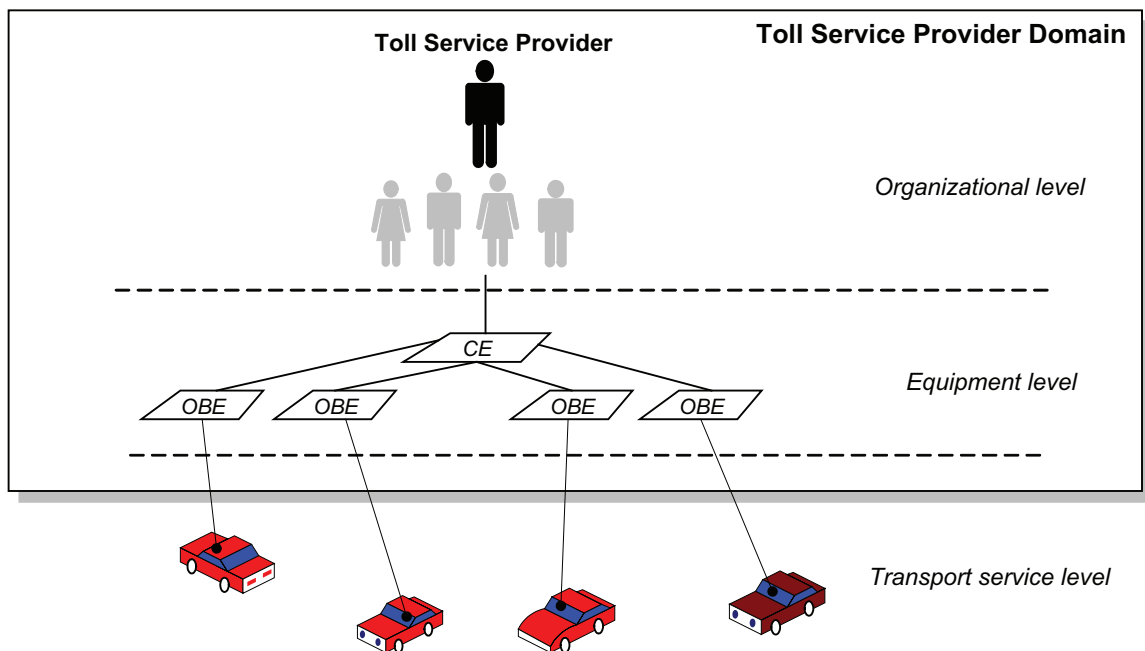 Toll Service Provider Domain
Toll Service Provider
Organizational level
CE
Equipment level
OBE OBE OBE OBE
Transport service level